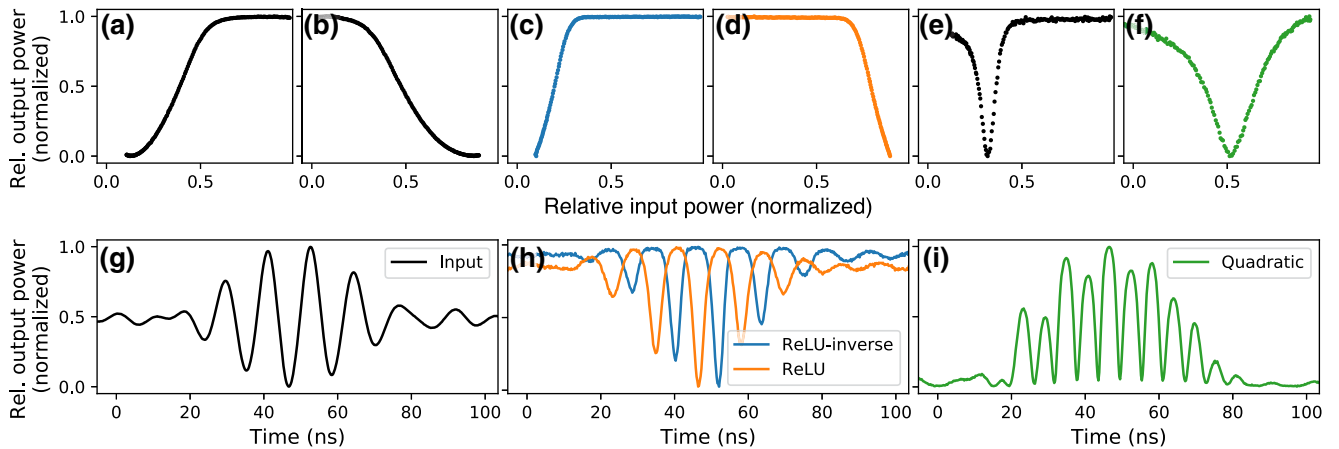 (a) (b) (c) (d) (e) (f)
Rel. output power
(normalized)
1.0
0.5
0.0
0.0 0.5 0.0 0.5 0.0 0.5 0.0 0.5 0.0 0.5 0.0 0.5
Relative input power (normalized)
(g) (h) (i)
Rel. output power
(normalized)
1.0
0.5
0.0
Input
ReLU-inverse
ReLU
Quadratic
0 20 40 60 80 100 0 20 40 60 80 100 0 20 40 60 80 100
Time (ns) Time (ns) Time (ns)